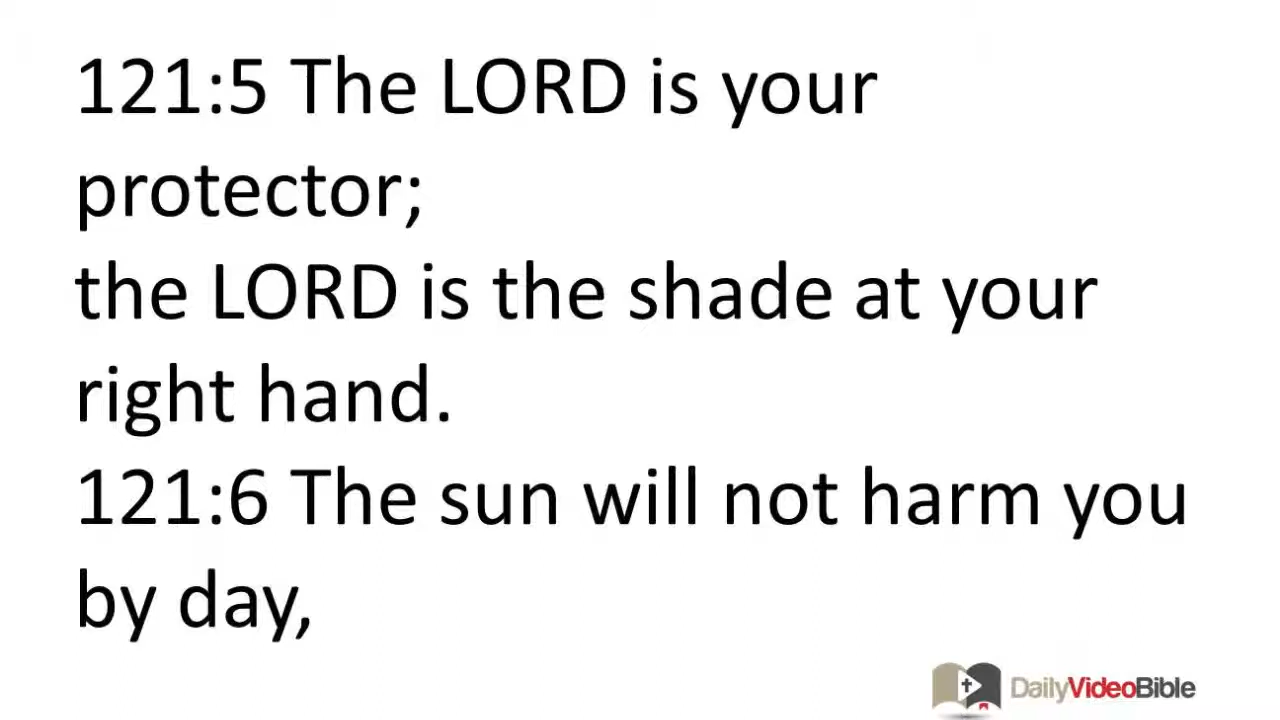 121:5 The LORD is your
protector;
the LORD is the shade at your
right hand.
121:6 The sun will not harm you
by day,
DailyVideoBible